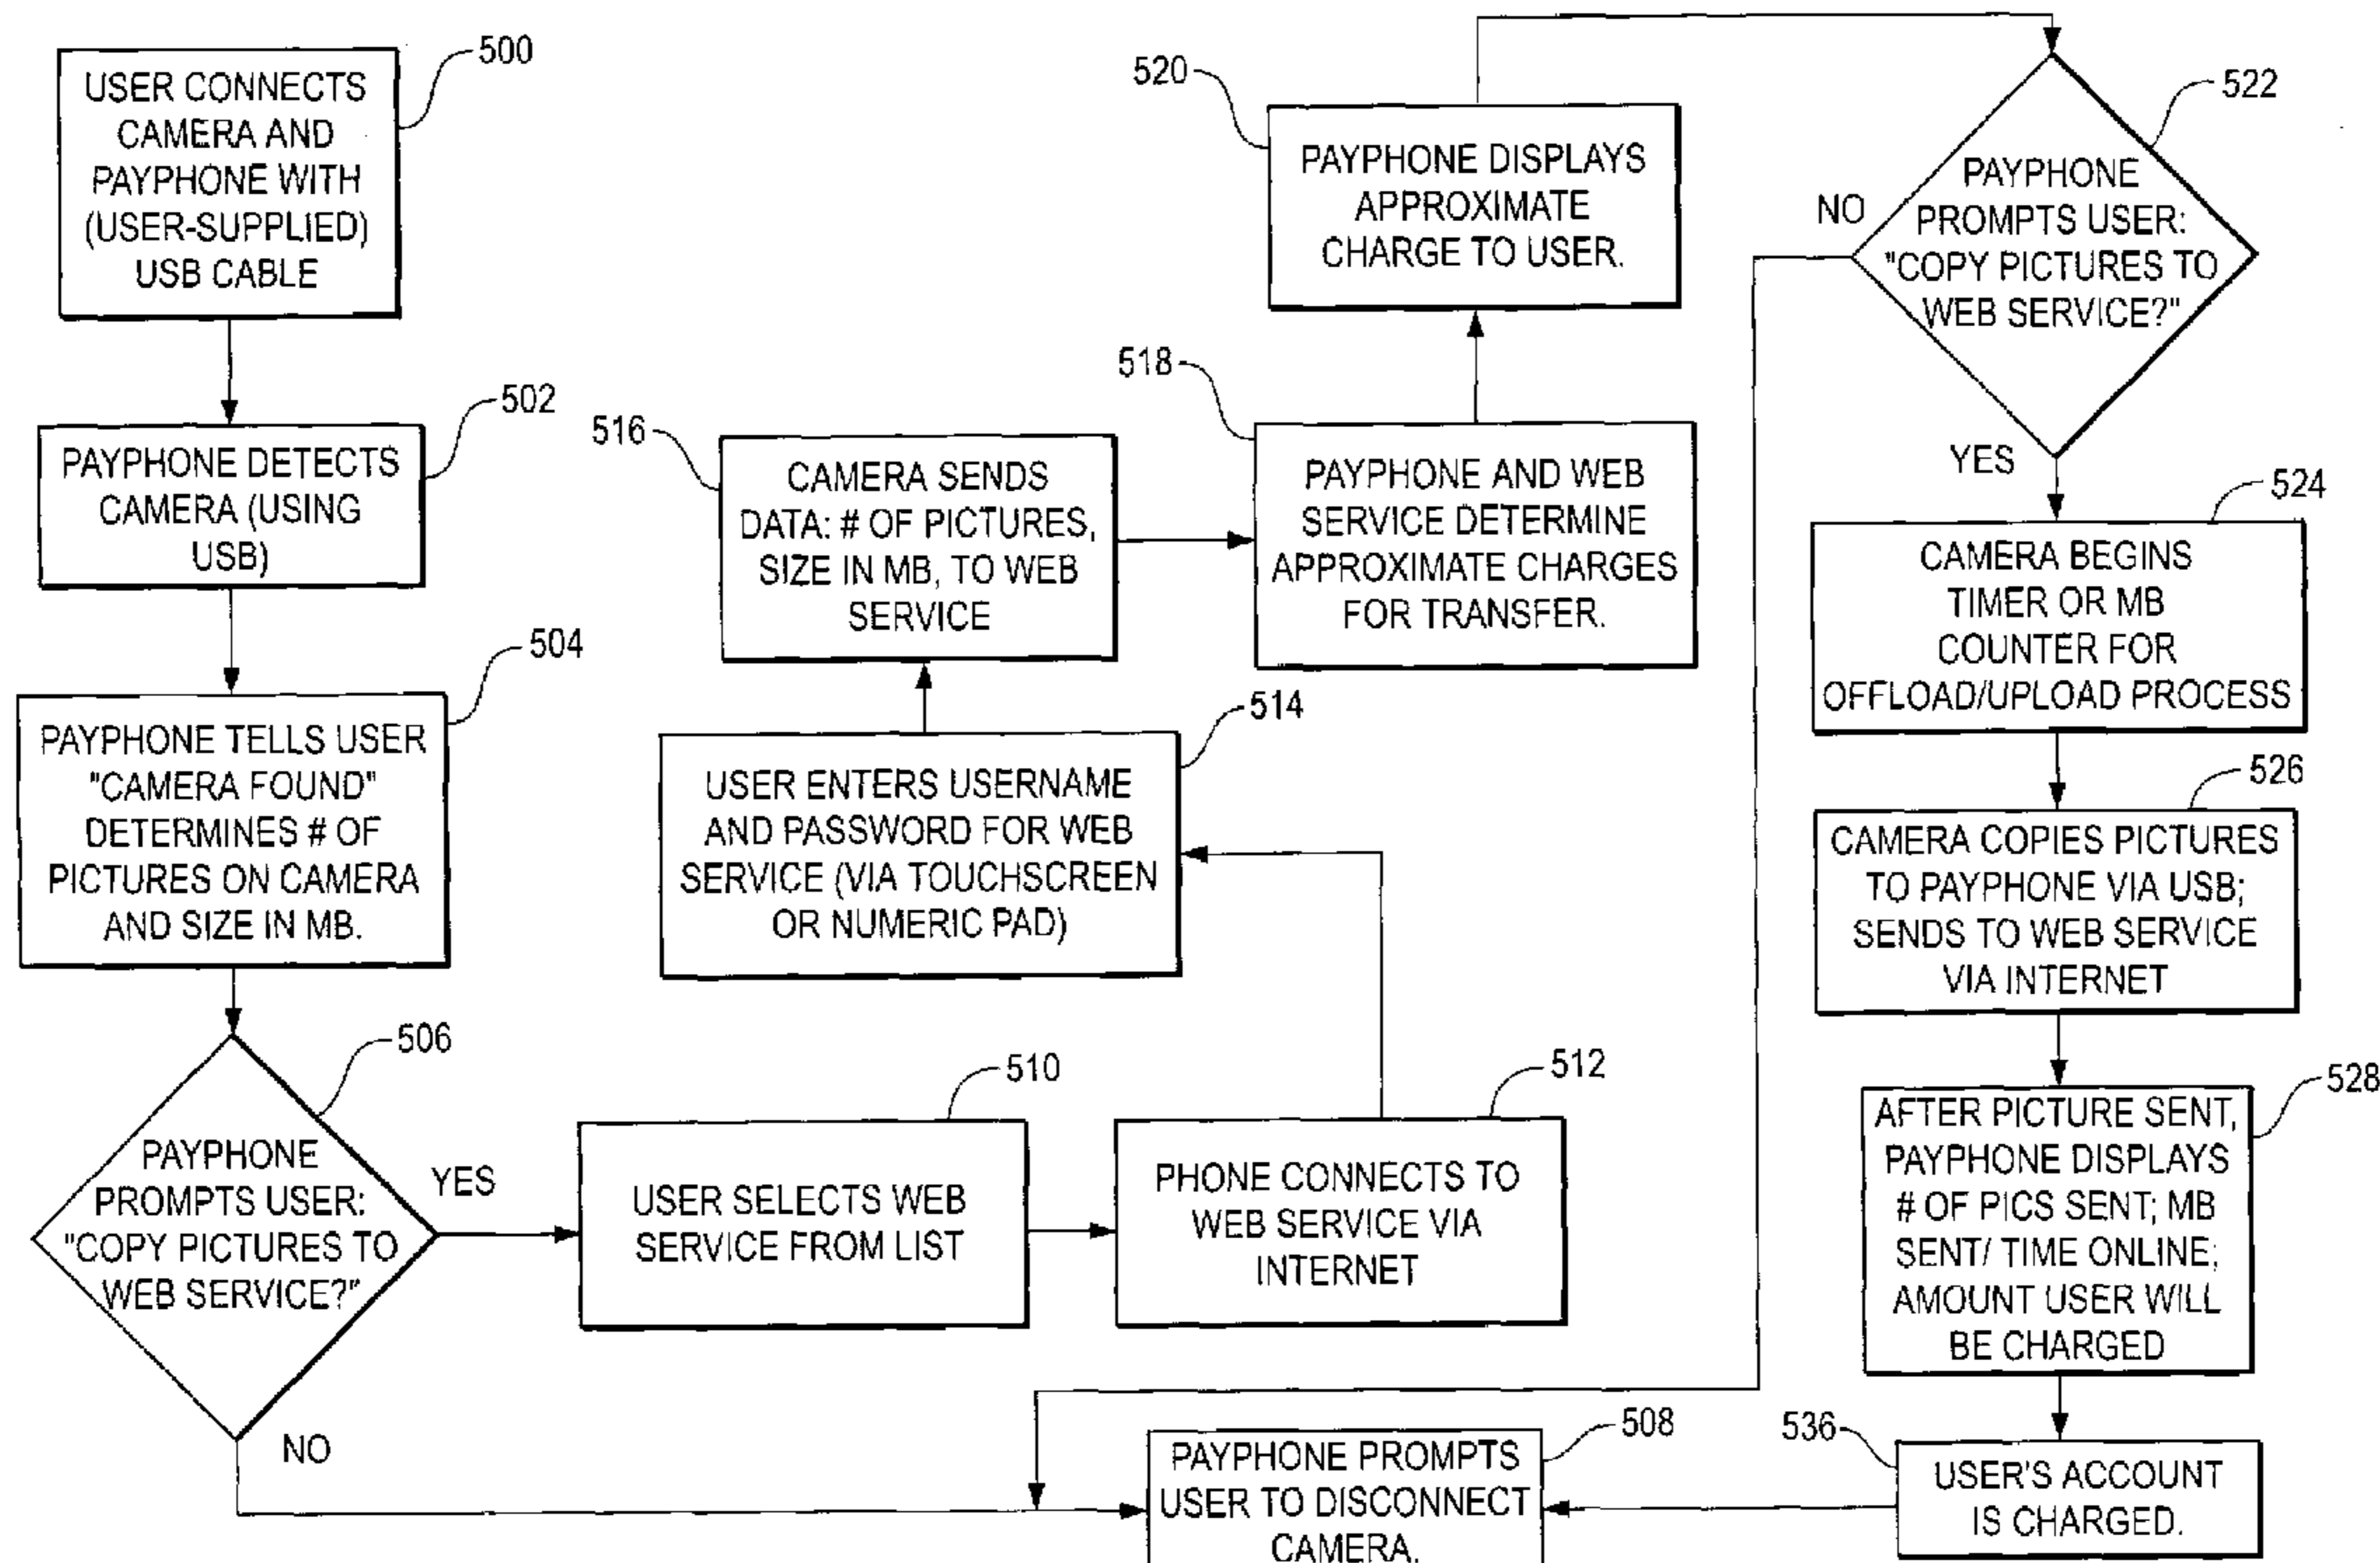 500
USER CONNECTS
CAMERA AND
PAYPHONE WITH
(USER-SUPPLIED)
USB CABLE
502
PAYPHONE DETECTS
CAMERA (USING
USB)
504
PAYPHONE TELLS USER
"CAMERA FOUND"
DETERMINES # OF
PICTURES ON CAMERA
AND SIZE IN MB.
506
PAYPHONE
PROMPTS USER:
"COPY PICTURES TO
WEB SERVICE?"
YES
NO
510
USER SELECTS WEB
SERVICE FROM LIST
512
PHONE CONNECTS TO
WEB SERVICE VIA
INTERNET
514
USER ENTERS USERNAME
AND PASSWORD FOR WEB
SERVICE (VIA TOUCHSCREEN
OR NUMERIC PAD)
516
CAMERA SENDS
DATA: # OF PICTURES,
SIZE IN MB, TO WEB
SERVICE
518
PAYPHONE AND WEB
SERVICE DETERMINE
APPROXIMATE CHARGES
FOR TRANSFER.
520
PAYPHONE DISPLAYS
APPROXIMATE
CHARGE TO USER.
522
PAYPHONE
PROMPTS USER:
"COPY PICTURES TO
WEB SERVICE?"
NO
YES
524
CAMERA BEGINS
TIMER OR MB
COUNTER FOR
OFFLOAD/UPLOAD PROCESS
526
CAMERA COPIES PICTURES
TO PAYPHONE VIA USB;
SENDS TO WEB SERVICE
VIA INTERNET
528
AFTER PICTURE SENT,
PAYPHONE DISPLAYS
# OF PICS SENT; MB
SENT/ TIME ONLINE;
AMOUNT USER WILL
BE CHARGED
536
USER'S ACCOUNT
IS CHARGED.
508
PAYPHONE PROMPTS
USER TO DISCONNECT
CAMERA.